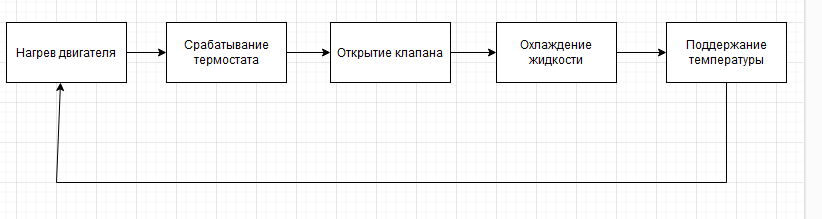 Нагрев двигателя
Срабатывание
термостата
Открытие клапана
Охлаждение
жидкости
Поддержание
температуры